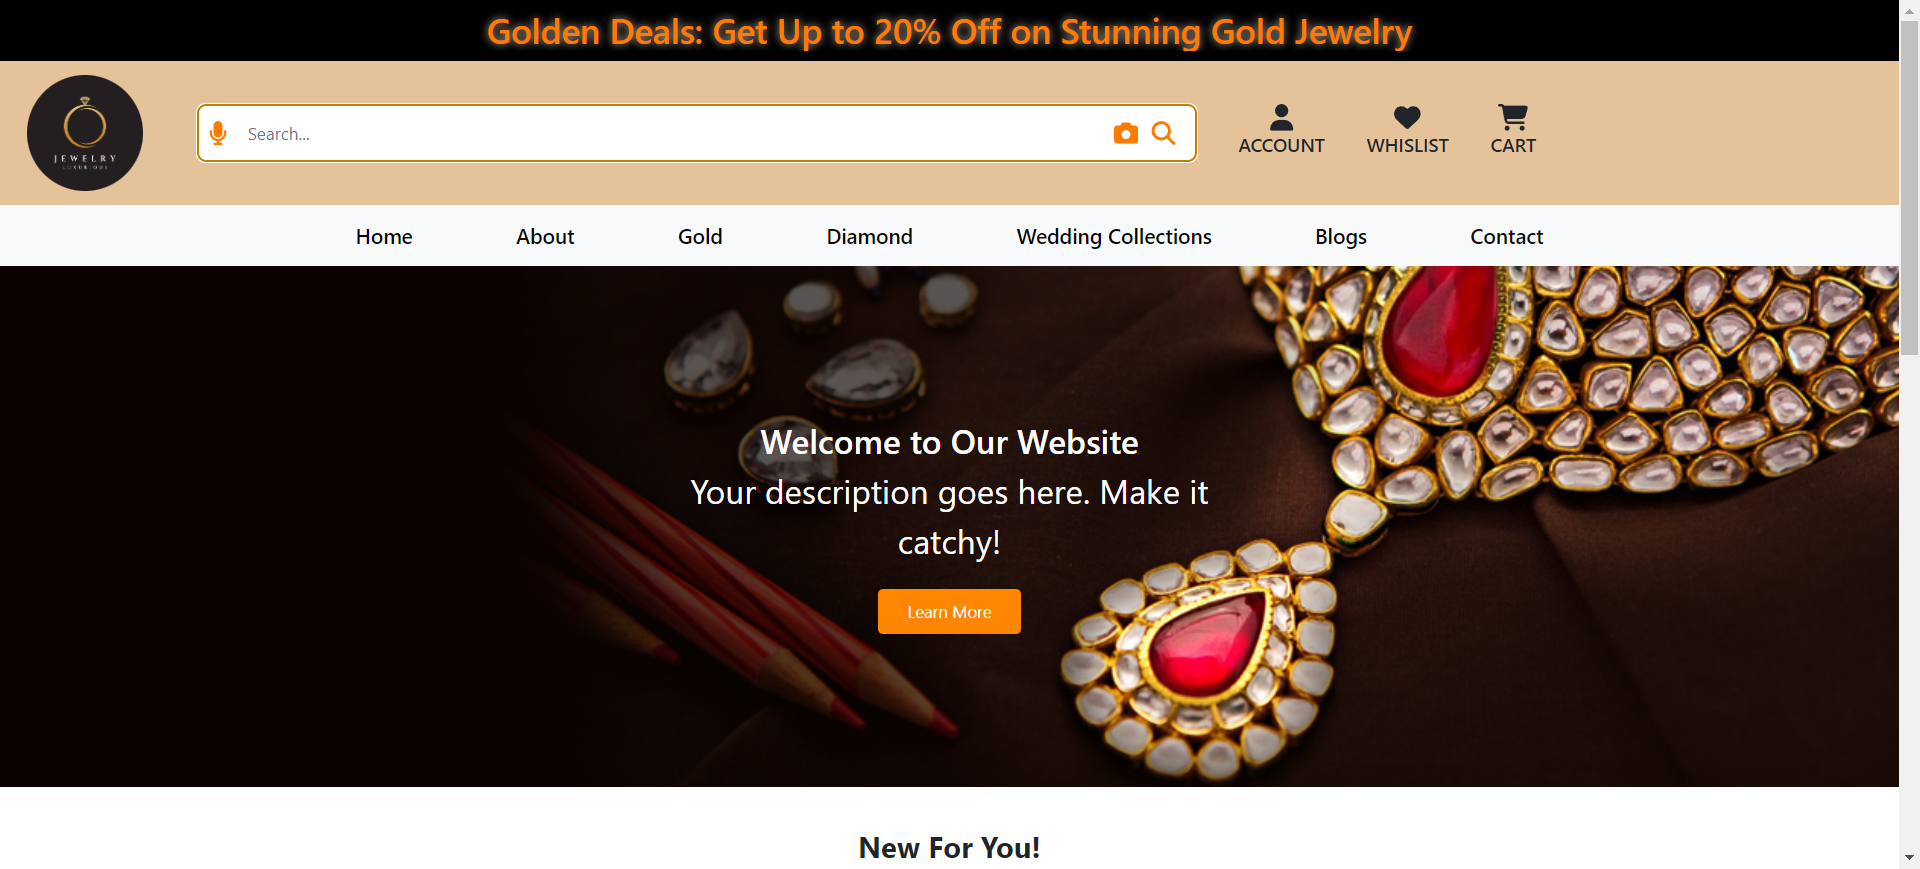 Golden Deals: Get Up to 20% Off on Stunning Gold Jewelry
JEWELRY
LUXURIOUS
Search...
ACCOUNT
WHISLIST
CART
Home
About
Gold
Diamond
Wedding Collections
Blogs
Contact
Welcome to Our Website
Your description goes here. Make it
catchy!
Learn More
New For You!